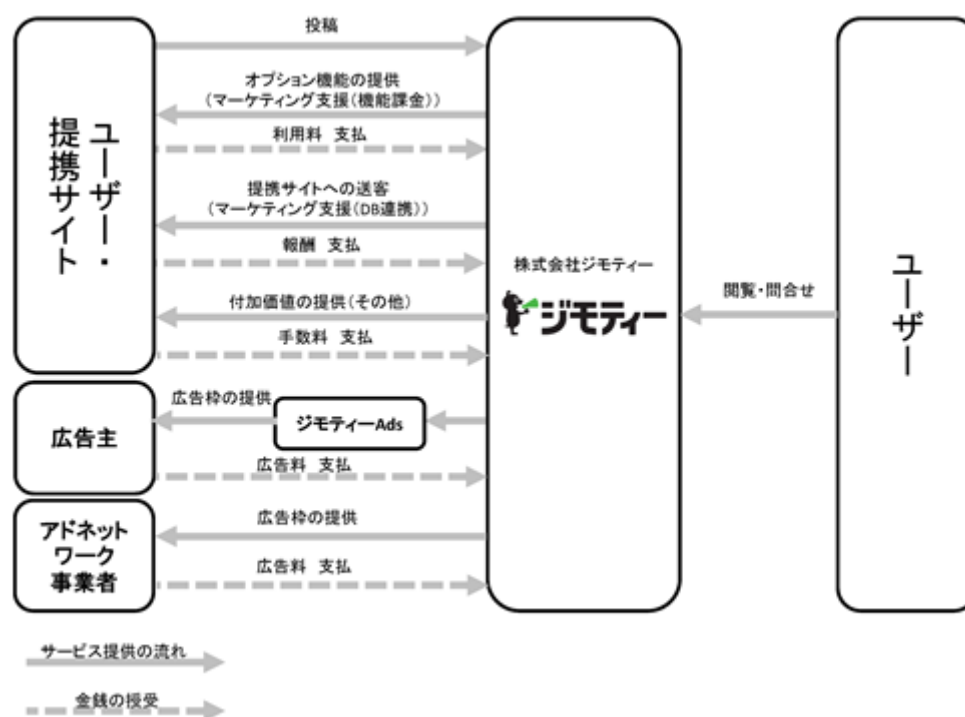 ユーザー・
提携サイト
投稿
オプション機能の提供
(マーケティング支援(機能課金))
利用料 支払
提携サイトへの送客
(マーケティング支援(DB連携))
報酬 支払
付加価値の提供(その他)
手数料 支払
広告主
広告枠の提供
ジモティーAds
広告料 支払
アドネット
ワーク
事業者
広告枠の提供
広告料 支払
株式会社ジモティー
ジモティー
閲覧・問合せ
ユーザー
サービス提供の流れ
金銭の授受